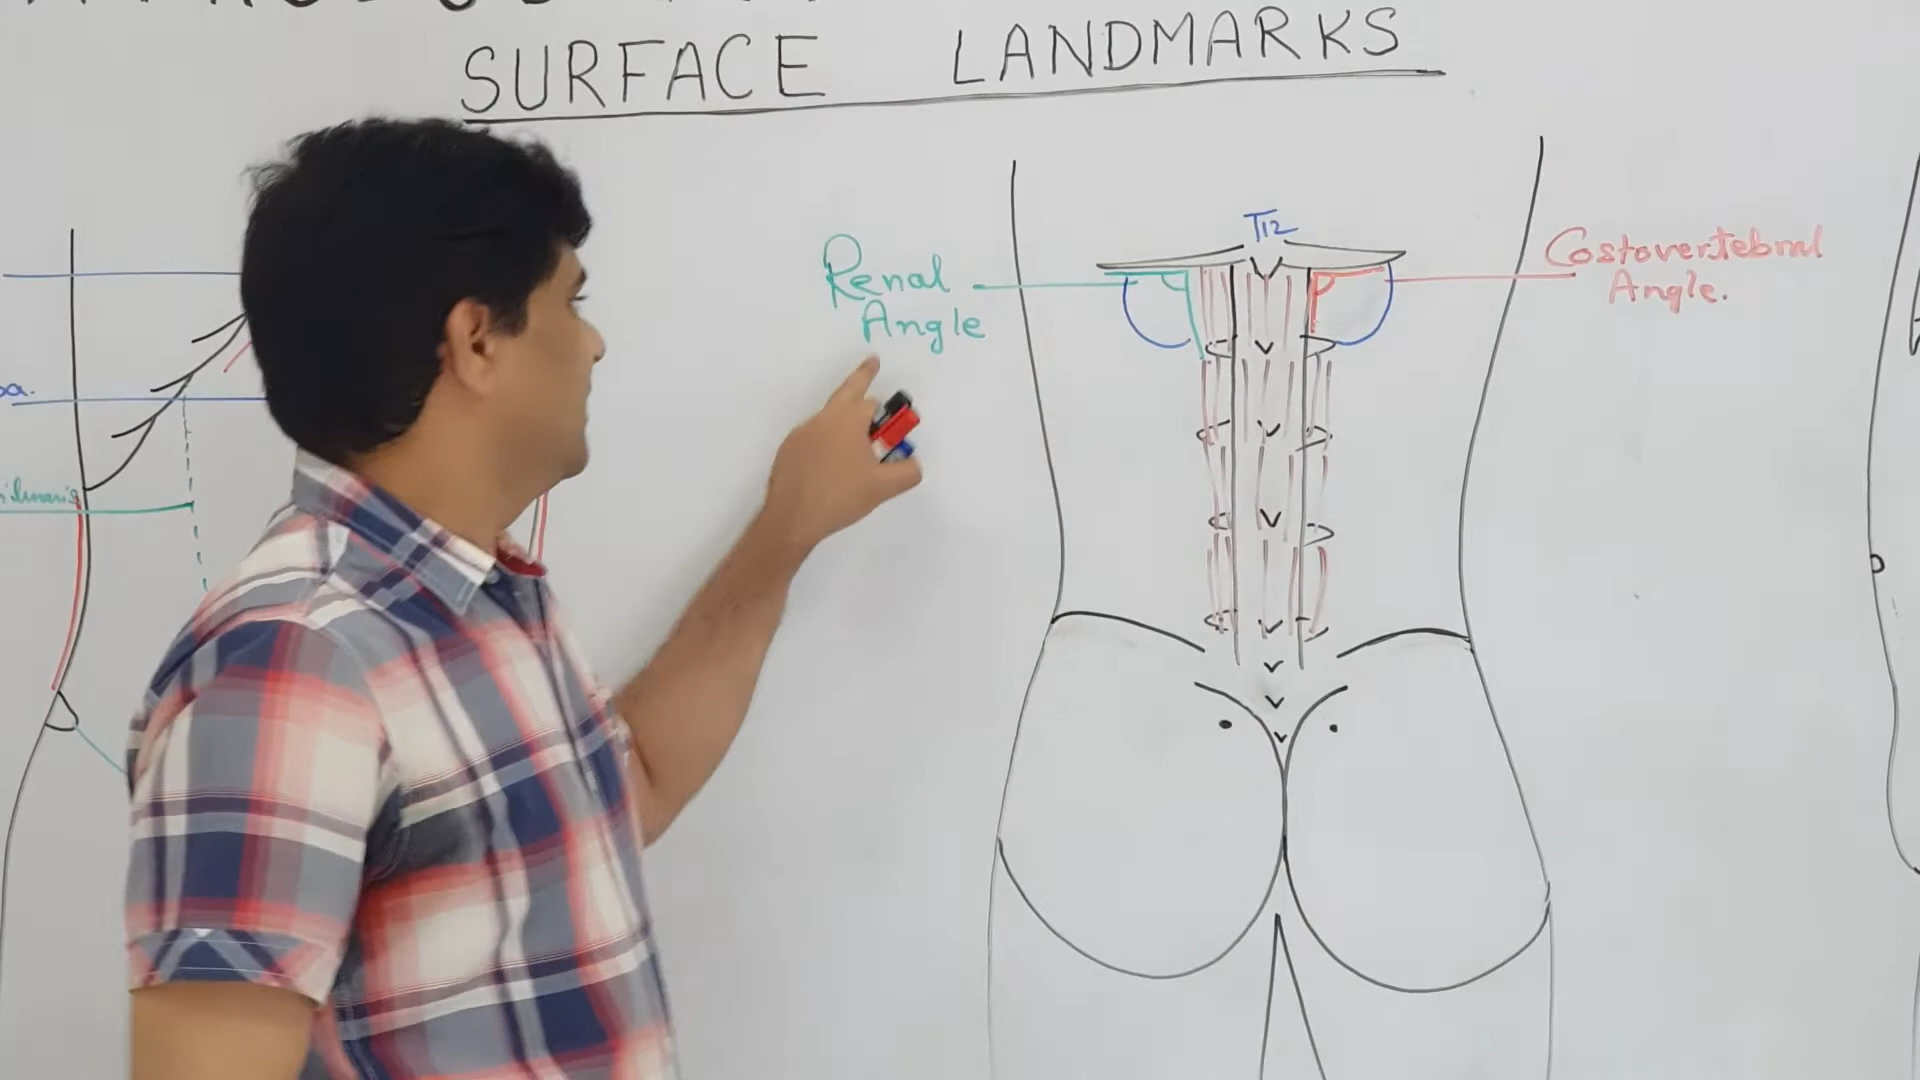 SURFACE LANDMARKS
T12
Renal
Angle
Costovertebral
Angle.